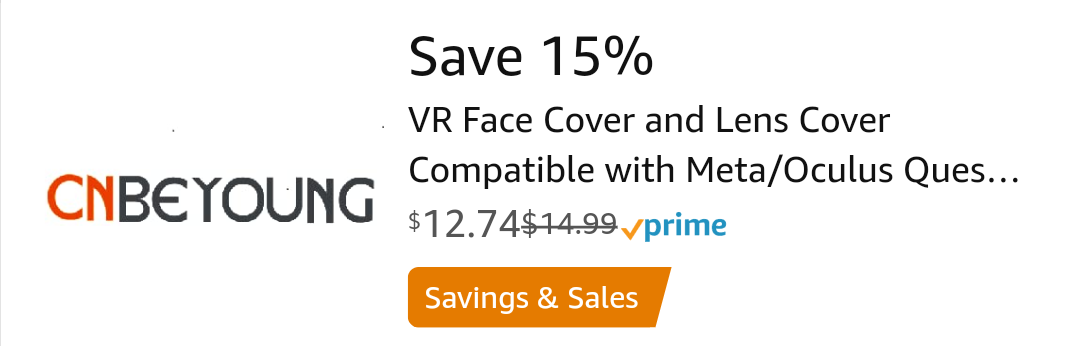 CNBEYOUNG
Save 15%
VR Face Cover and Lens Cover
Compatible with Meta/Oculus Ques...
$12.74$14.99 prime
Savings & Sales